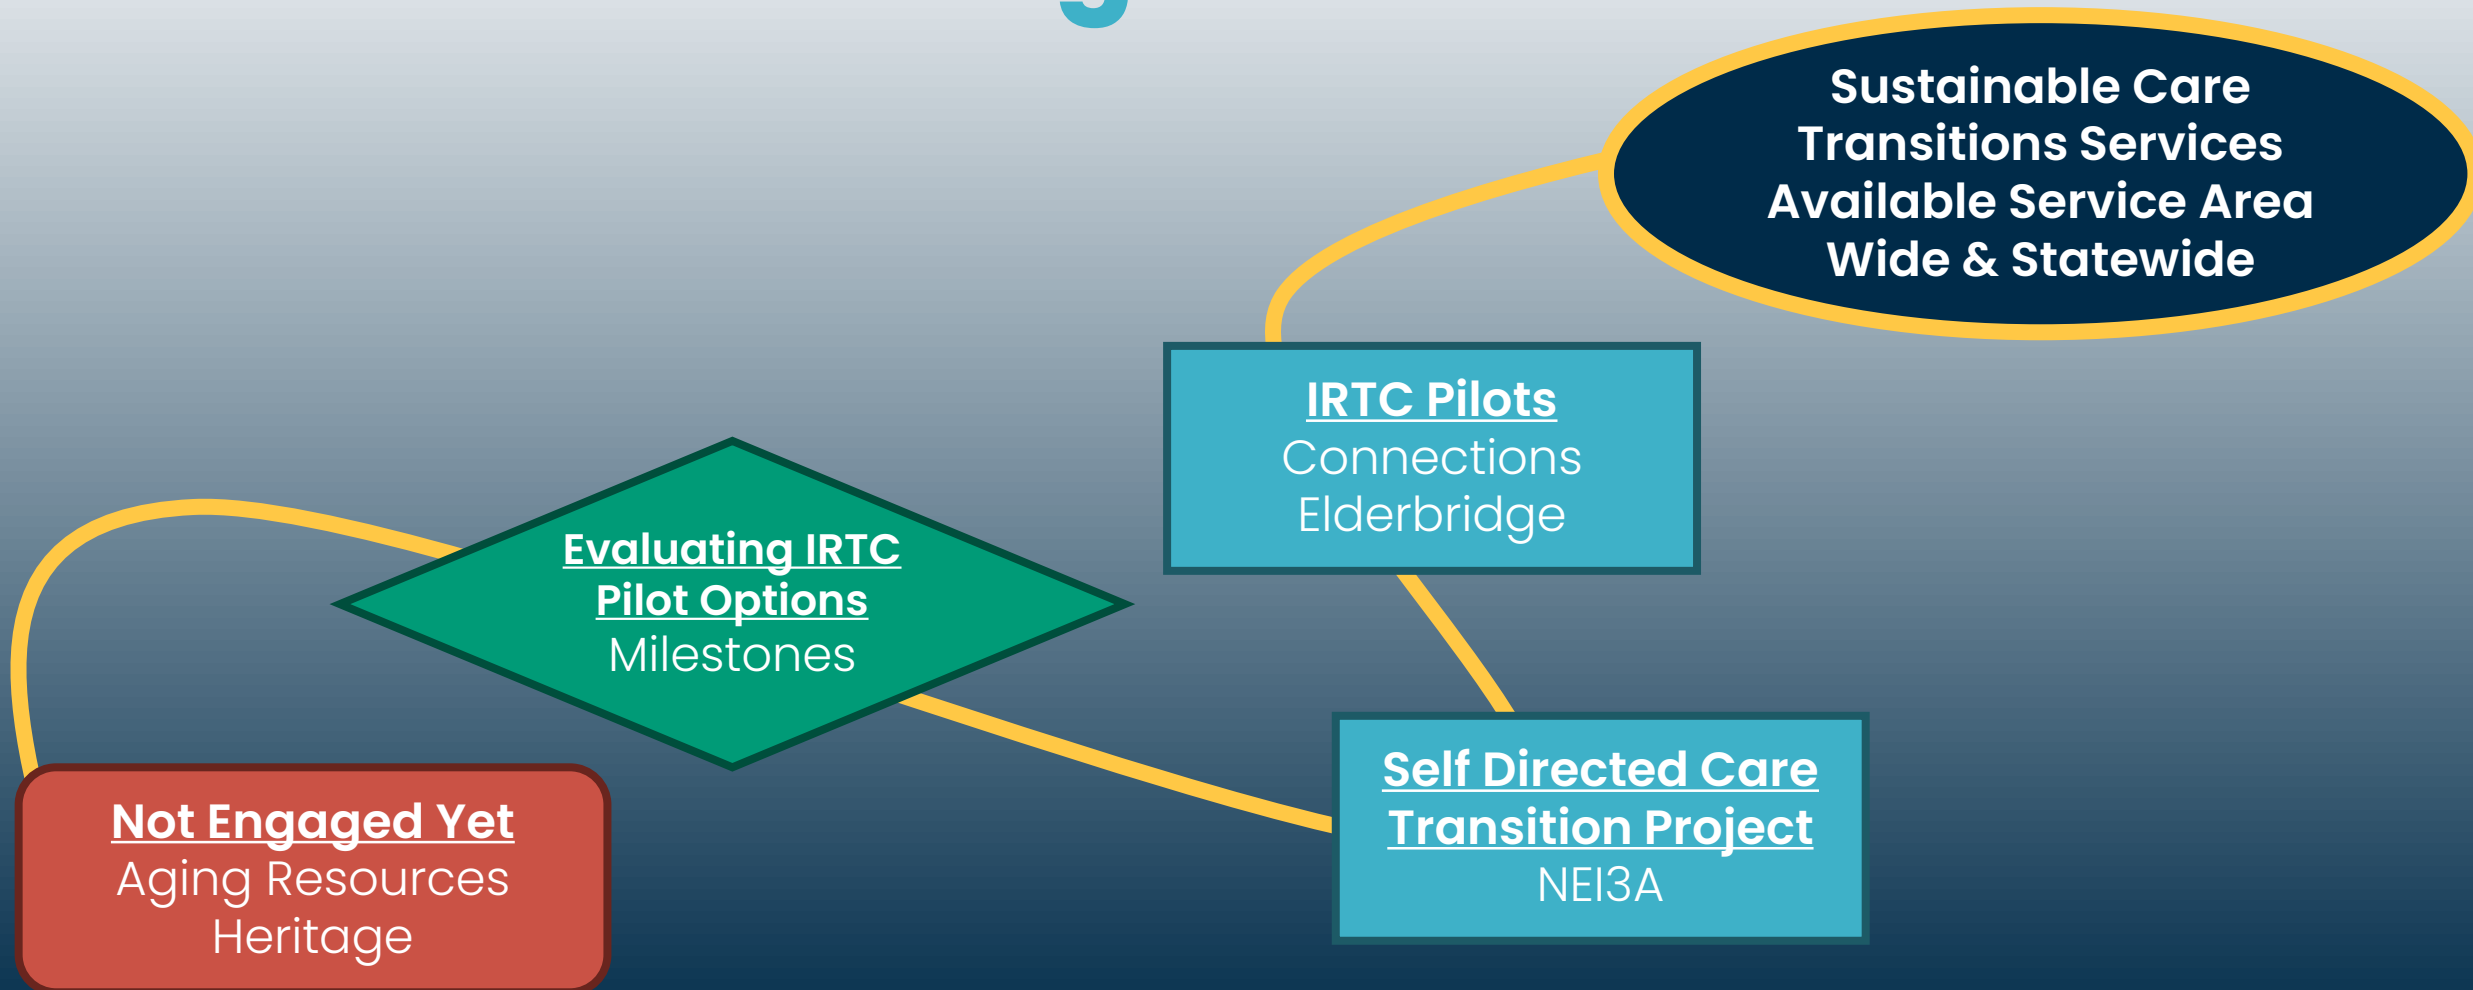 Sustainable Care
Transitions Services
Available Service Area
Wide & Statewide
IRTC Pilots
Connections
Elderbridge
Evaluating IRTC
Pilot Options
Milestones
Self Directed Care
Transition Project
NEI3A
Not Engaged Yet
Aging Resources
Heritage